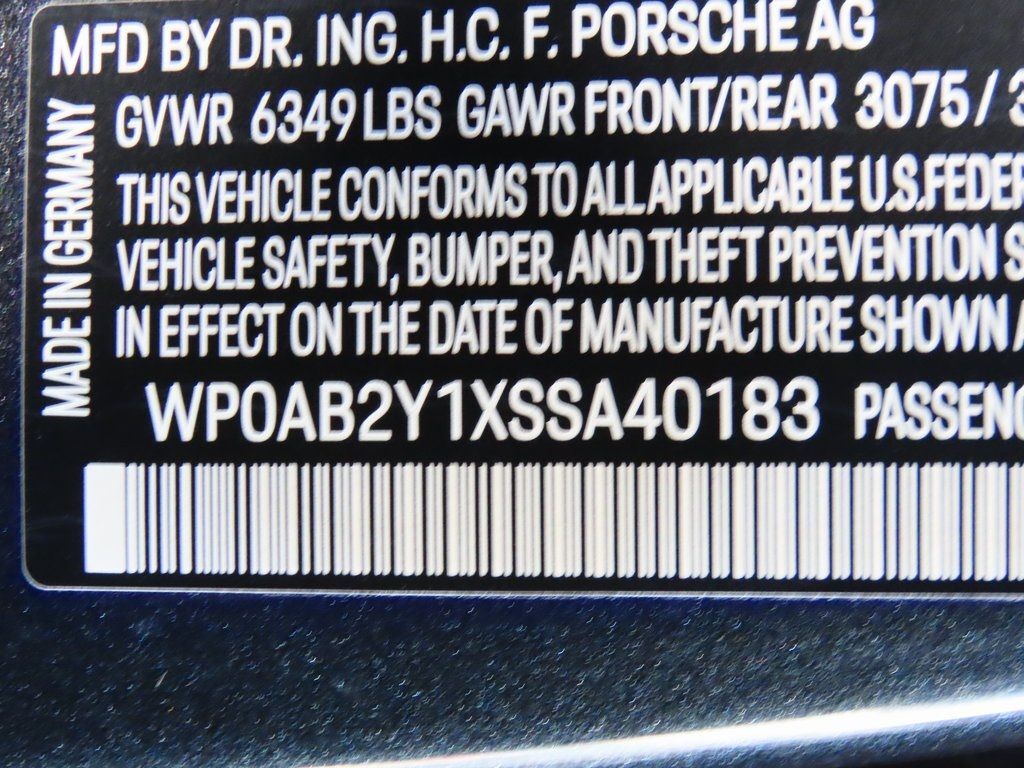 MFD BY DR. ING. H.C. F. PORSCHE AG
GVWR 6349 LBS GAWR FRONT/REAR 3075 /
THIS VEHICLE CONFORMS TO ALL APPLICABLE U.S.
VEHICLE SAFETY, BUMPER, AND THEFT PREVENTION
IN EFFECT ON THE DATE OF MANUFACTURE SHOWN
WP0AB2Y1XSSA40183
MADE IN GERMANY